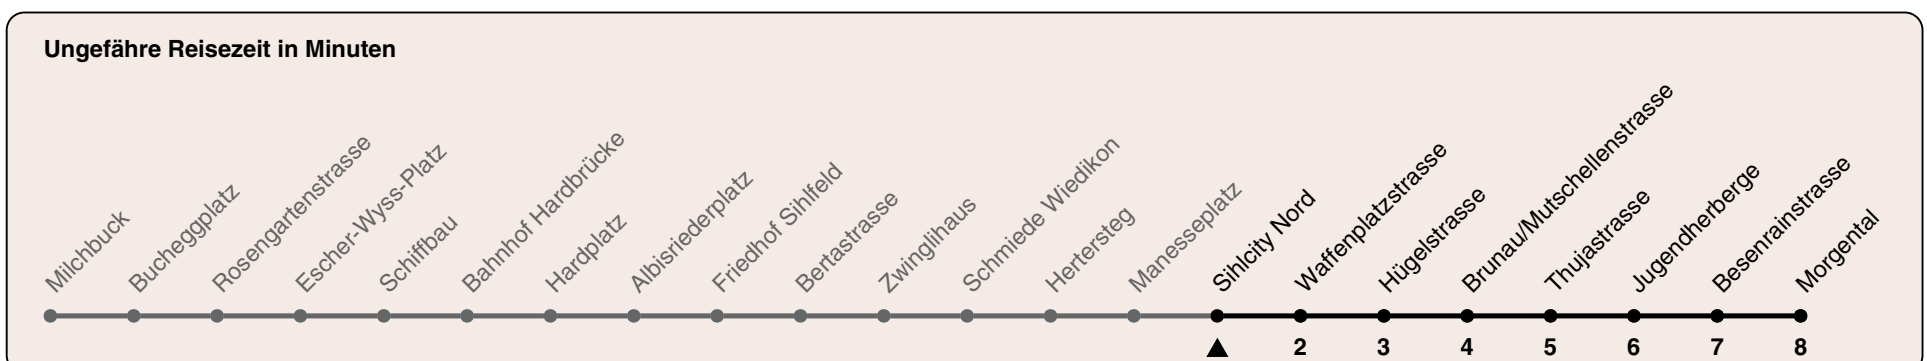 Ungefähre Reisezeit in Minuten
Milchbuck
Bucheggplatz
Rosengartenstrasse
Escher-Wyss-Platz
Schiffbau
Bahnhof Hardbrücke
Hardplatz
Albisriederplatz
Friedhof Sihlfeld
Bertastrasse
Zwinglihaus
Schmiede Wiedikon
Hertersteg
Manesseplatz
Sihlcity Nord
Waffenplatzstrasse
Hügelstrasse
Brunau/Mutschellenstrasse
Thujastrasse
Jugendherberge
Besenrainstrasse
Morgental
2 3 4 5 6 7 8